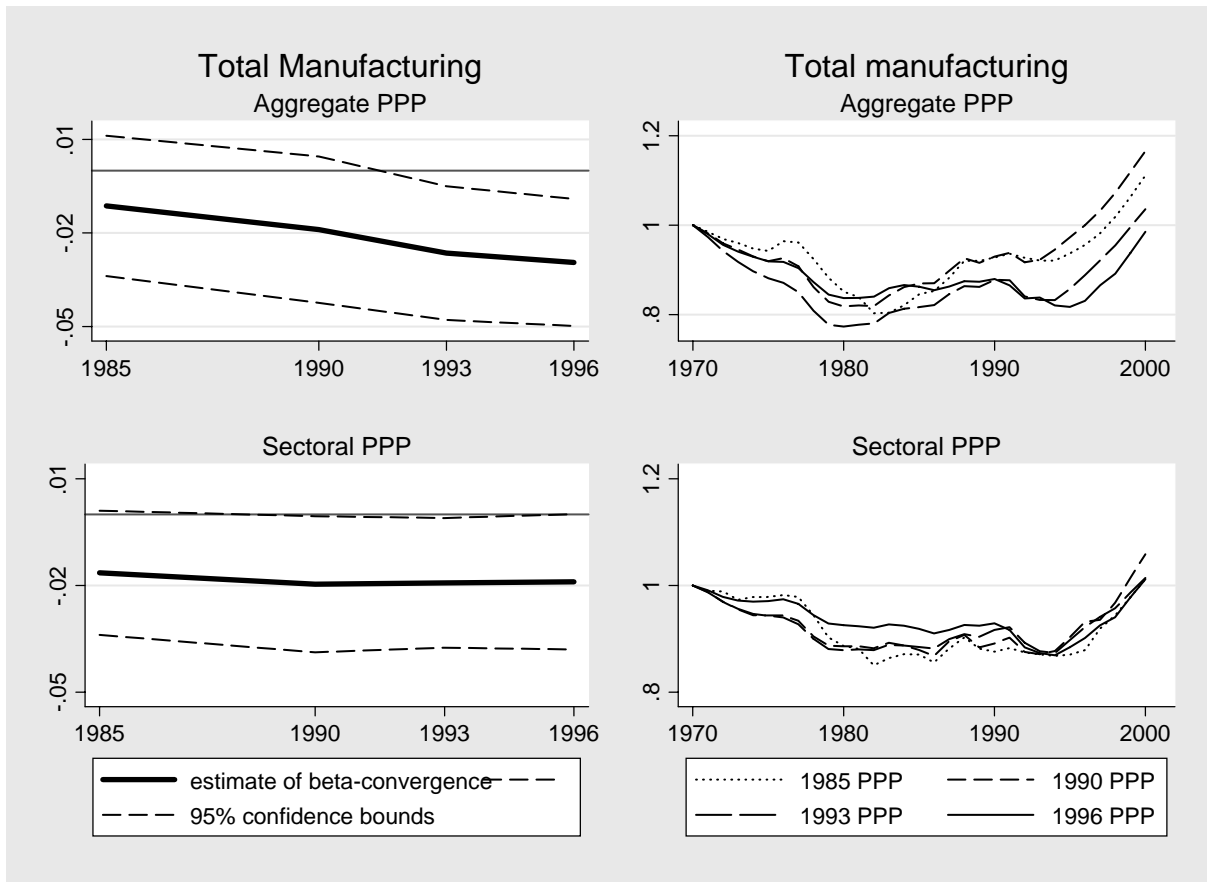 Total Manufacturing
Aggregate PPP
.01
-.02
-.05
1985 1990 1993 1996
Total manufacturing
Aggregate PPP
1.2
1
.8
1970 1980 1990 2000
Sectoral PPP
.01
-.02
-.05
1985 1990 1993 1996
Sectoral PPP
1.2
1
.8
1970 1980 1990 2000
estimate of beta-convergence
95% confidence bounds
1985 PPP 1990 PPP
1993 PPP 1996 PPP